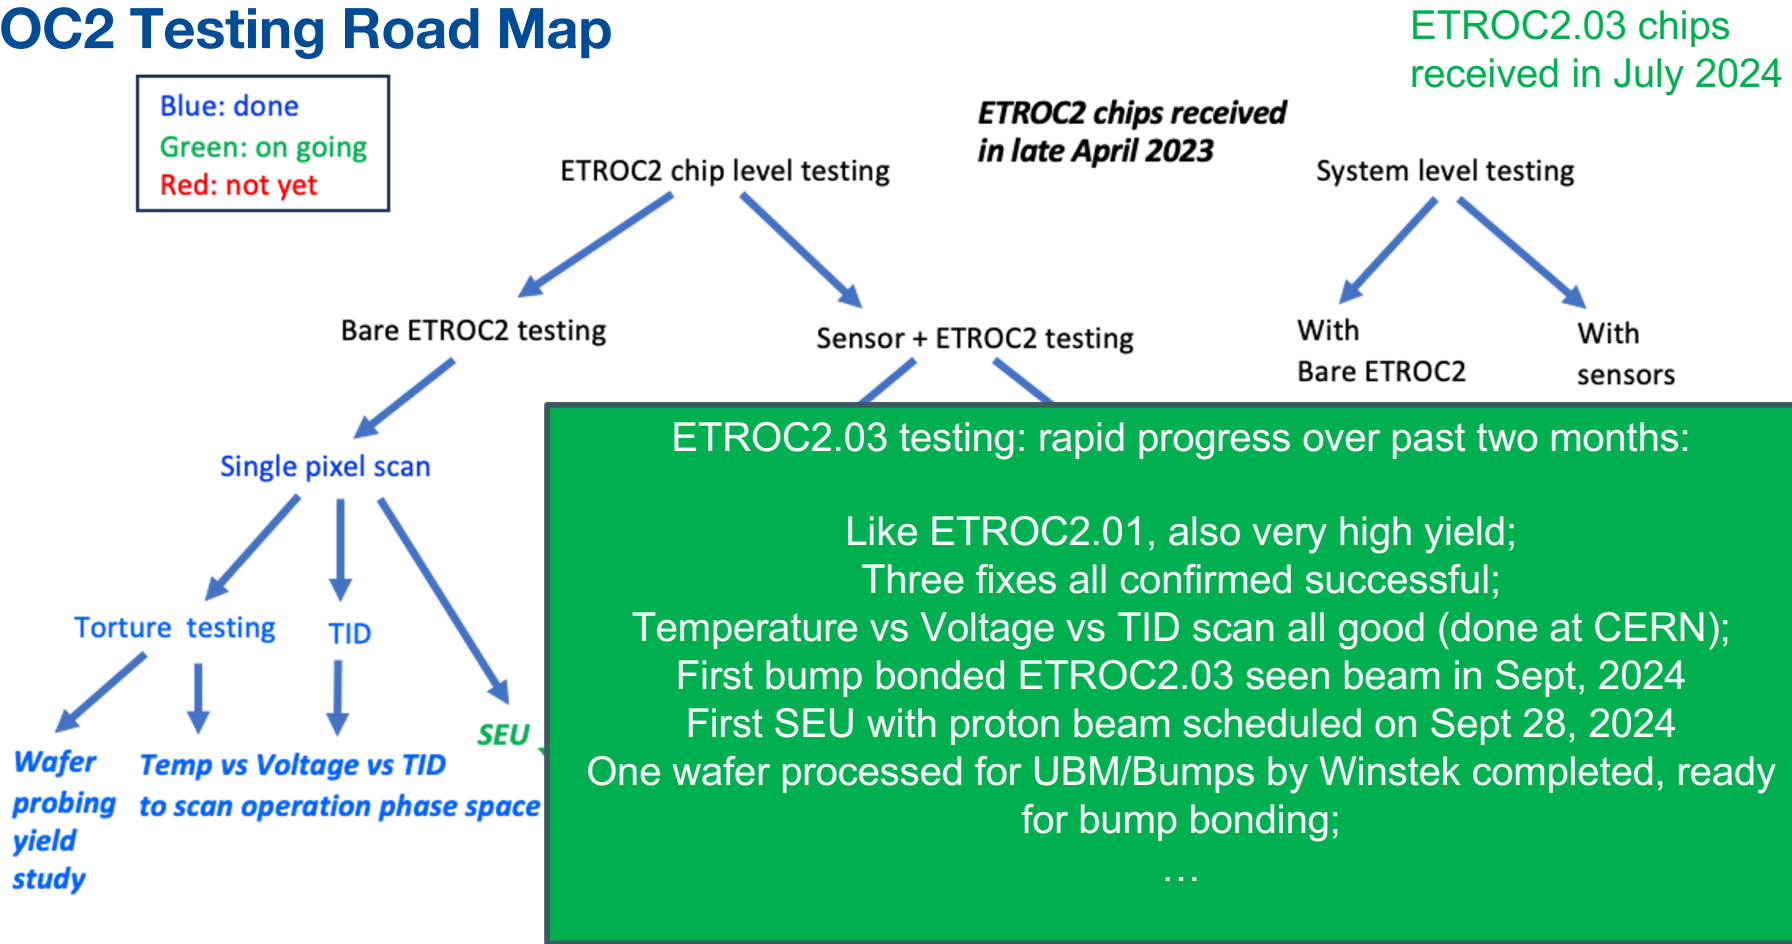 OC2 Testing Road Map
ETROC2.03 chips
received in July 2024
Blue: done
Green: on going
Red: not yet
ETROC2 chips received
in late April 2023
ETROC2 chip level testing
System level testing
Bare ETROC2 testing
Sensor + ETROC2 testing
With
Bare ETROC2
With
sensors
Single pixel scan
Torture testing
TID
SEU
Wafer
probing
yield
study
Temp vs Voltage vs TID
to scan operation phase space
ETROC2.03 testing: rapid progress over past two months:
Like ETROC2.01, also very high yield;
Three fixes all confirmed successful;
Temperature vs Voltage vs TID scan all good (done at CERN);
First bump bonded ETROC2.03 seen beam in Sept, 2024
First SEU with proton beam scheduled on Sept 28, 2024
One wafer processed for UBM/Bumps by Winstek completed, ready
for bump bonding;
…